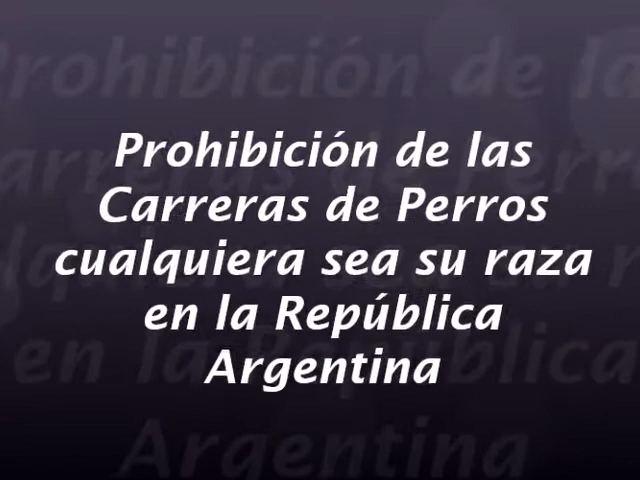 Prohibición de las
Carreras de Perros
cualquiera sea su raza
en la República
Argentina